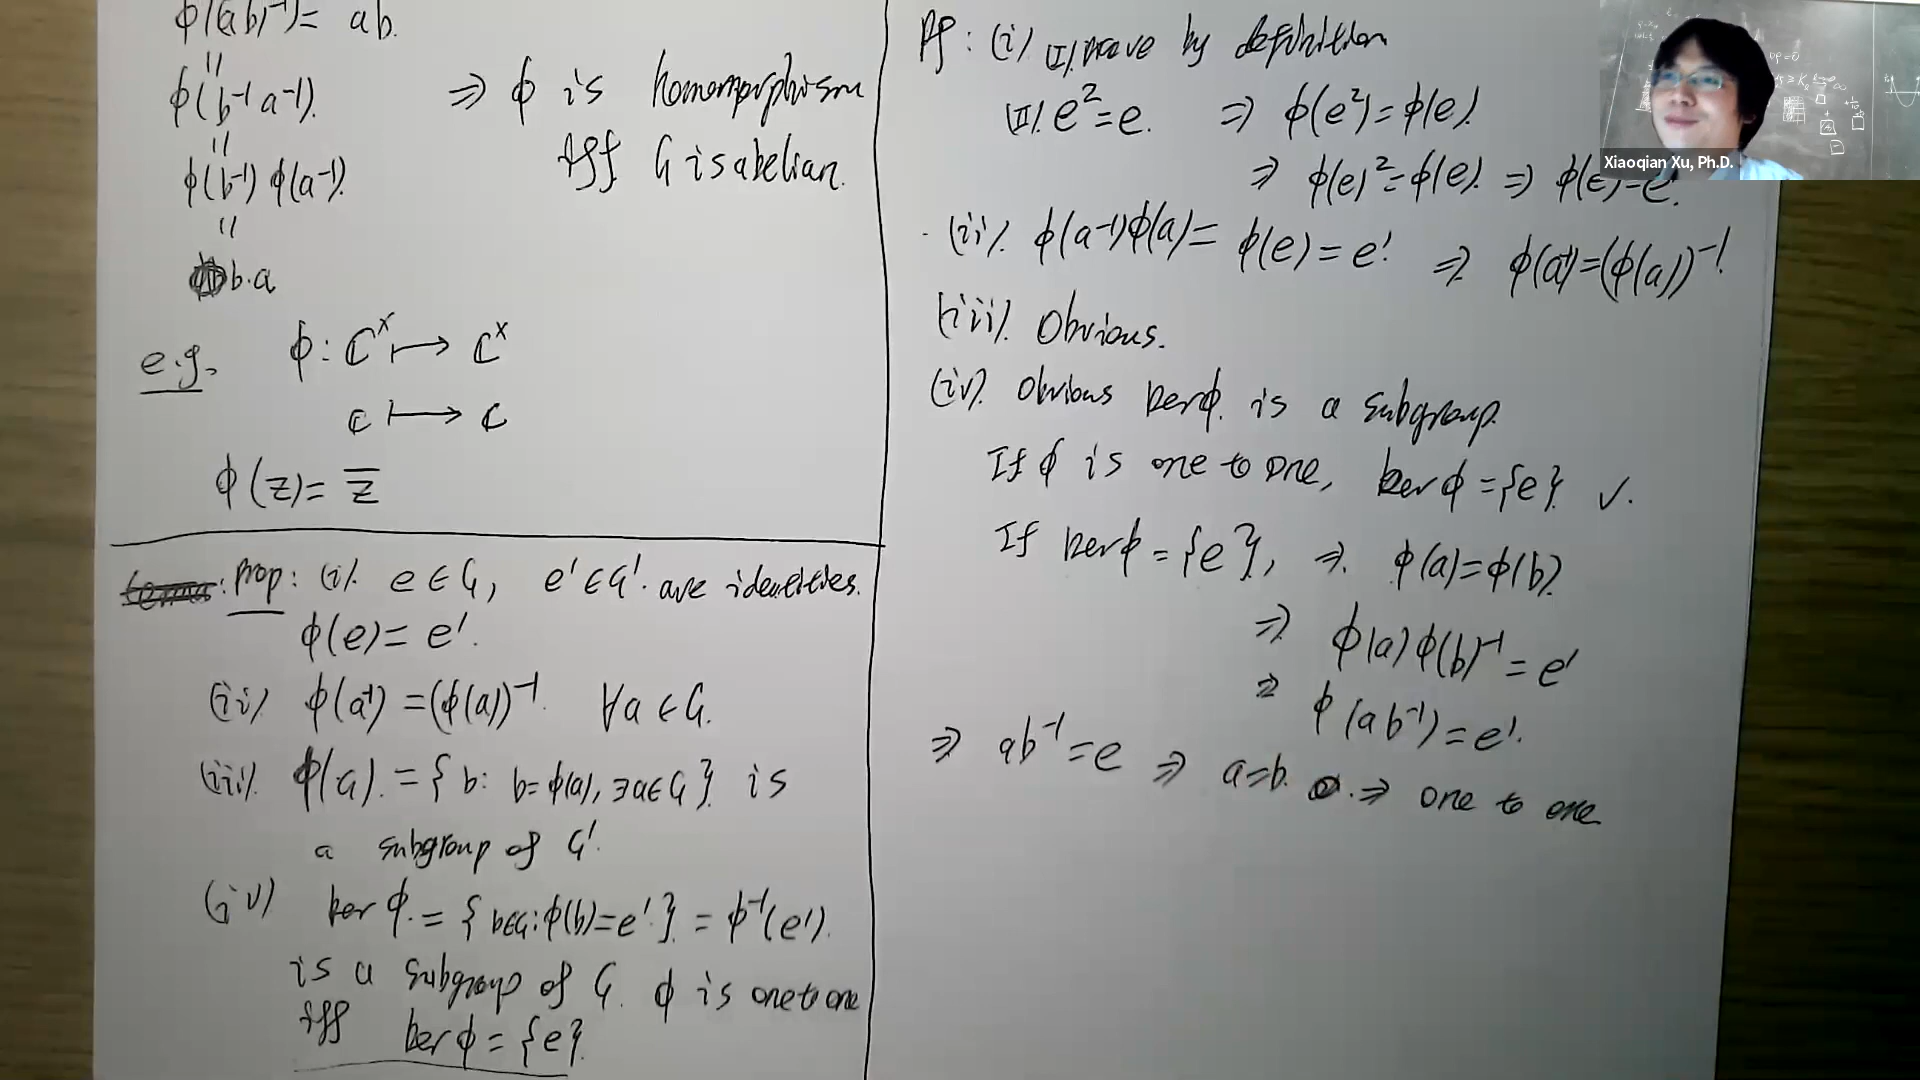 φ(ab)⁻¹) = ab.
=
φ(b⁻¹a⁻¹).
=
φ(b⁻¹) φ(a⁻¹).
=
b·a
⇒ φ is homomorphism
iff G is abelian.
e.g. φ: C^x ↦ C^x
C ↦ C
φ(z) = z̄
Prop: (i). e ∈ G, e' ∈ G'. are identities.
φ(e) = e'.
(ii) φ(a⁻¹) = (φ(a))⁻¹. ∀a ∈ G.
(iii). φ(G). = { b: b = φ(a), ∃a∈G } is
a subgroup of G'.
(iv) ker φ. = { b∈G: φ(b) = e'. } = φ⁻¹(e').
is a subgroup of G. φ is one to one
iff ker φ = {e}.
Pf: (i). (I). prove by definition
(II). e² = e. ⇒ φ(e²) = φ(e).
⇒ φ(e)² = φ(e). ⇒ φ(e) = e'.
(ii). φ(a⁻¹)φ(a) = φ(e) = e'. ⇒ φ(a⁻¹) = (φ(a))⁻¹.
(iii). Obvious.
(iv). Obvious ker φ. is a subgroup.
If φ is one to one, ker φ = {e}. ✓.
If ker φ = {e}, ⇒. φ(a) = φ(b).
⇒ φ(a) φ(b)⁻¹ = e'
⇒ φ(ab⁻¹) = e'.
⇒ ab⁻¹ = e ⇒ a = b. ⇒ one to one
Xiaoqian Xu, Ph.D.